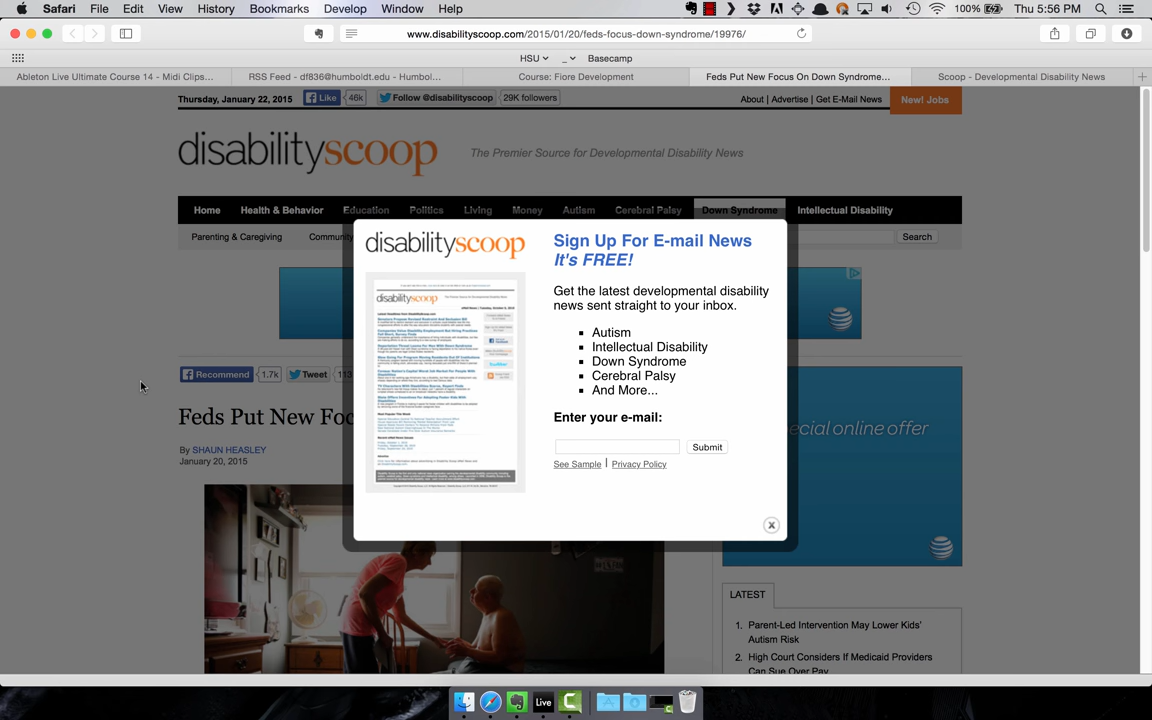 Safari File Edit View History Bookmarks Develop Window Help 100% Thu 5:56 PM
www.disabilityscoop.com/2015/01/20/feds-focus-down-syndrome/19976/
HSU Basecamp
Ableton Live Ultimate Course 14 - Midi Clips... RSS Feed - df836@humboldt.edu - Humbol... Course: Fiore Development Feds Put New Focus On Down Syndrome... Scoop - Developmental Disability News
Thursday, January 22, 2015 Like 46k Follow @disabilityscoop 29K followers About | Advertise | Get E-Mail News New! Jobs
disabilityscoop The Premier Source for Developmental Disability News
Home Health & Behavior Education Politics Living Money Autism Cerebral Palsy Down Syndrome Intellectual Disability
Parenting & Caregiving Search
disabilityscoop
Sign Up For E-mail News
It's FREE!
Get the latest developmental disability
news sent straight to your inbox.
Autism
Intellectual Disability
Down Syndrome
Cerebral Palsy
And More...
Enter your e-mail:
Submit
See Sample | Privacy Policy
x
disabilityscoop
at&t
Recommend 1.7k Tweet
Feds Put New Foc
By SHAUN HEASLEY
January 20, 2015
cial online offer
at&t
LATEST
1. Parent-Led Intervention May Lower Kids'
Autism Risk
2. High Court Considers If Medicaid Providers
Can Sue Over Pay
Live